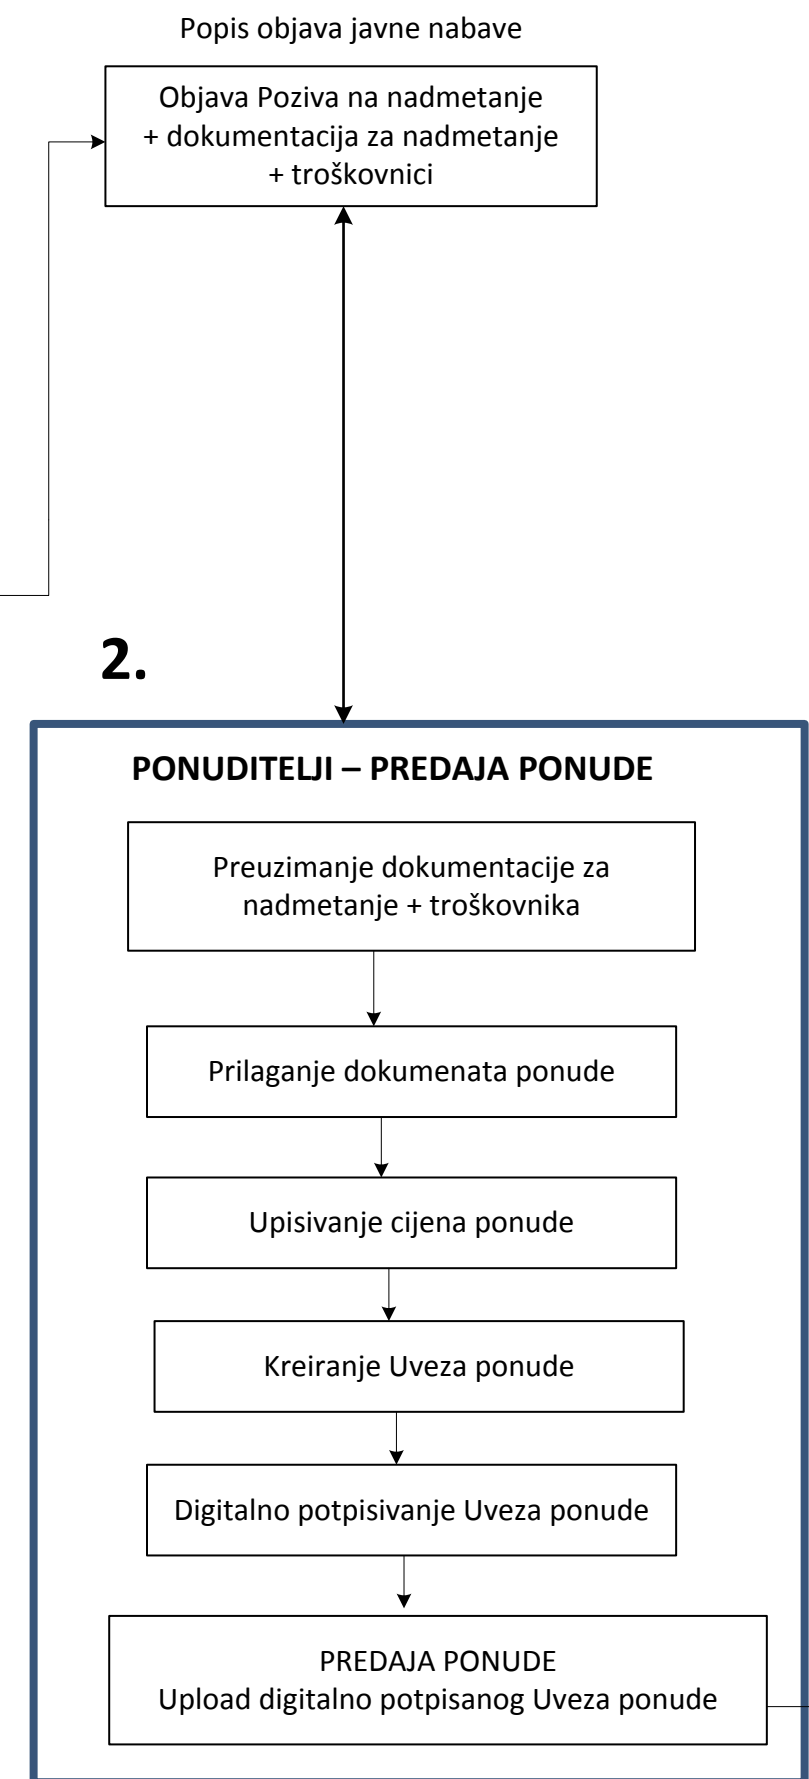 Popis objava javne nabave
Objava Poziva na nadmetanje
+ dokumentacija za nadmetanje
+ troškovnici
2.
PONUDITELJI – PREDAJA PONUDE
Preuzimanje dokumentacije za
nadmetanje + troškovnika
Prilaganje dokumenata ponude
Upisivanje cijena ponude
Kreiranje Uveza ponude
Digitalno potpisivanje Uveza ponude
PREDAJA PONUDE
Upload digitalno potpisanog Uveza ponude